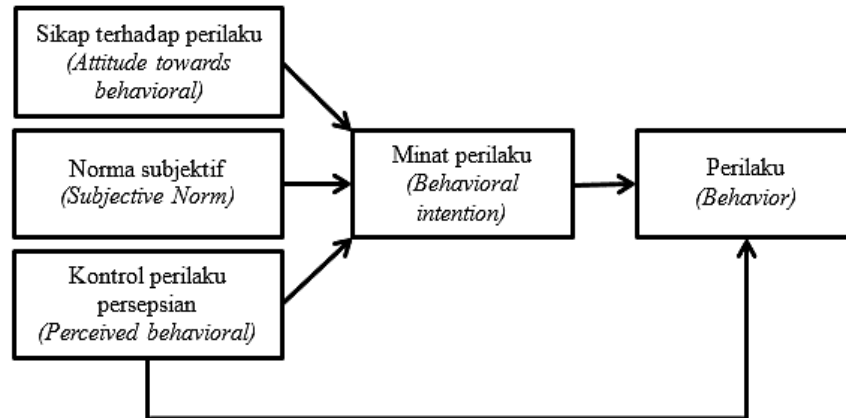 Sikap terhadap perilaku
(Attitude towards
behavioral)
Norma subjektif
(Subjective Norm)
Kontrol perilaku
persepsian
(Perceived behavioral)
Minat perilaku
(Behavioral
intention)
Perilaku
(Behavior)